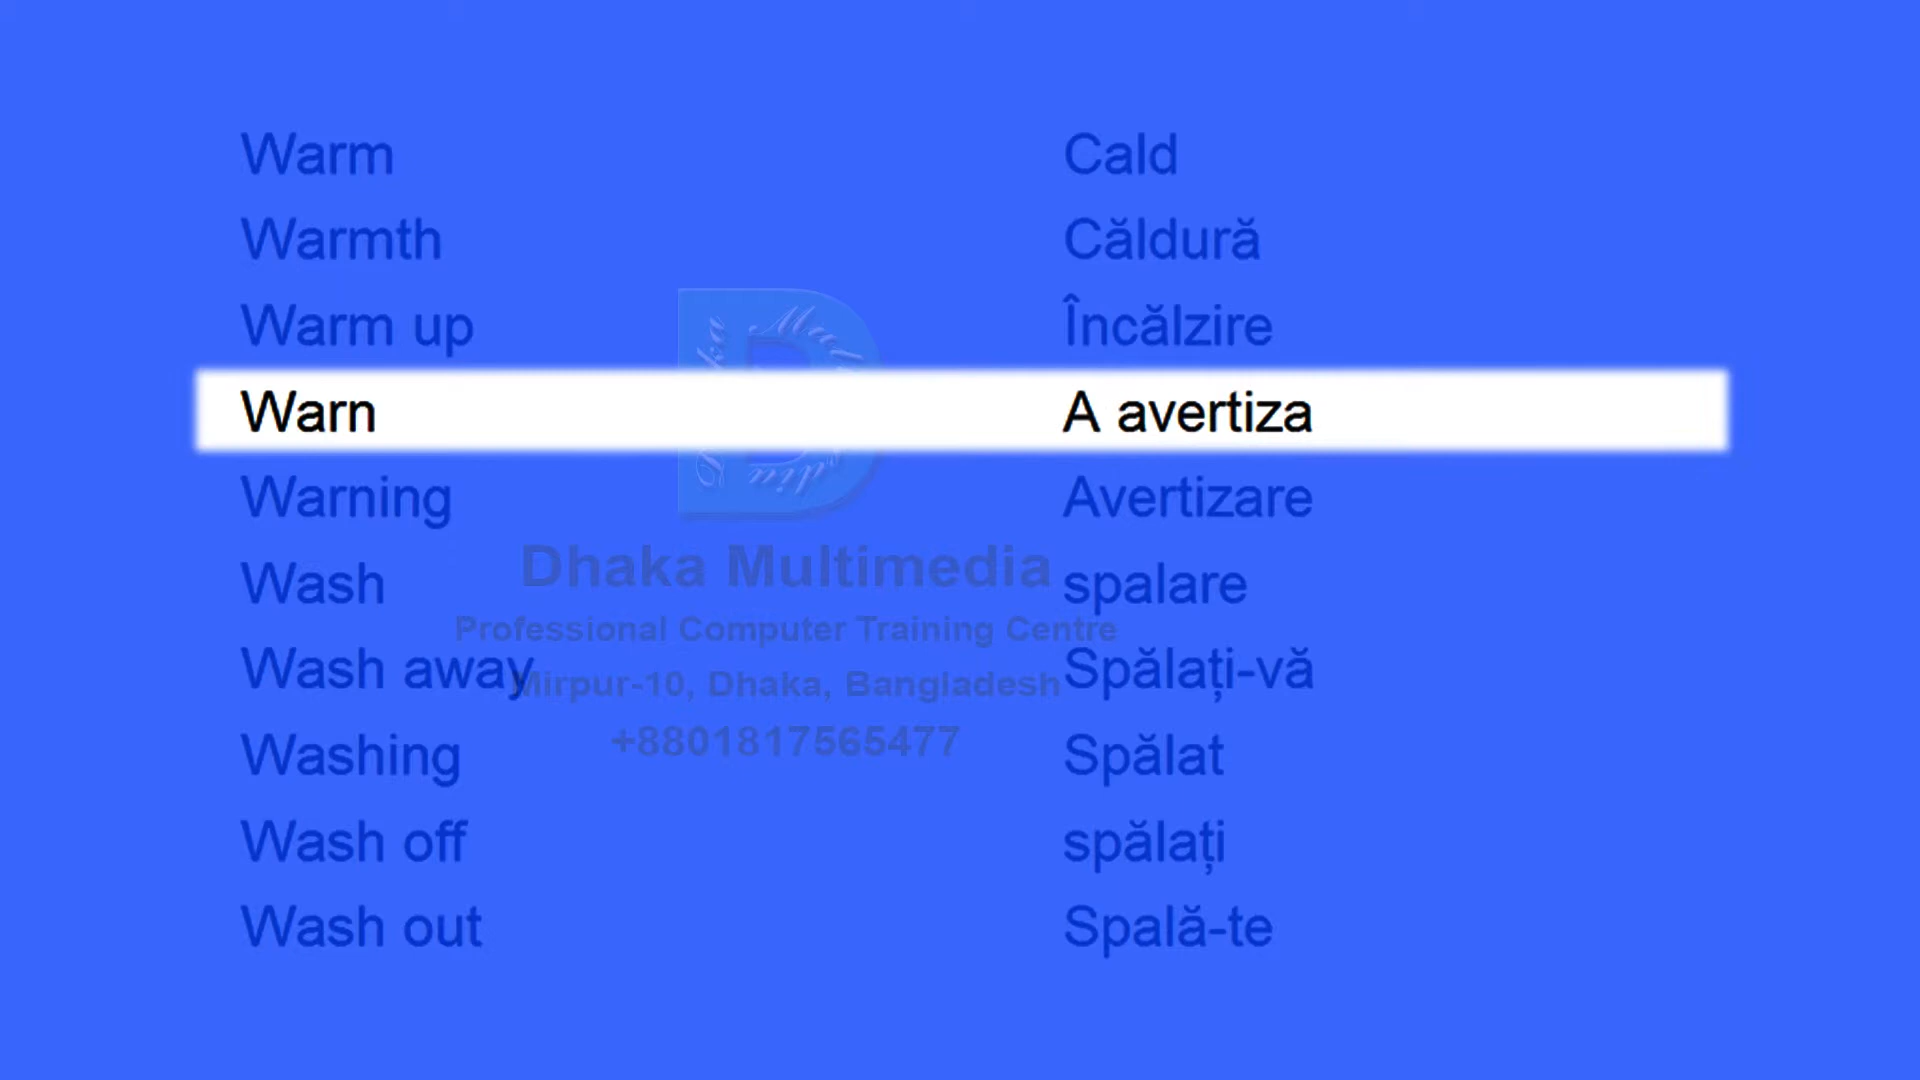 Warm Cald
Warmth Căldură
Warm up Încălzire
Warn A avertiza
Warning Avertizare
Dhaka Multimedia
Wash spalare
Professional Computer Training Centre
Wash away Spălați-vă
Mirpur-10, Dhaka, Bangladesh
+8801817565477
Washing Spălat
Wash off spălați
Wash out Spală-te